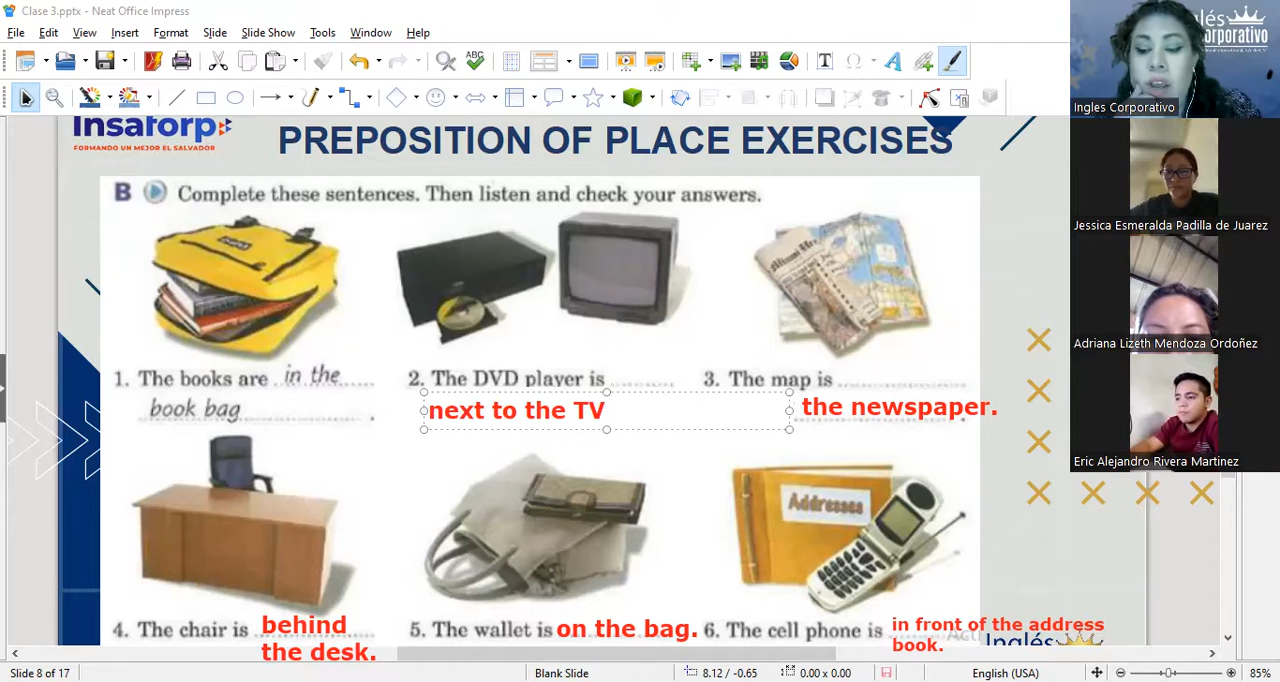 Clase 3.pptx - Neat Office Impress
File Edit View Insert Format Slide Slide Show Tools Window Help
Inglés
Corporativo
Ingles Corporativo
Insaforp
FORMANDO UN MEJOR EL SALVADOR
PREPOSITION OF PLACE EXERCISES
B Complete these sentences. Then listen and check your answers.
1. The books are in the
book bag .
2. The DVD player is
next to the TV
3. The map is
the newspaper.
Addresses
4. The chair is behind
the desk.
5. The wallet is on the bag.
6. The cell phone is in front of the address
book.
Inglés
Jessica Esmeralda Padilla de Juarez
Adriana Lizeth Mendoza Ordoñez
Eric Alejandro Rivera Martinez
Slide 8 of 17 Blank Slide 8.12 / -0.65 0.00 x 0.00 English (USA) 85%